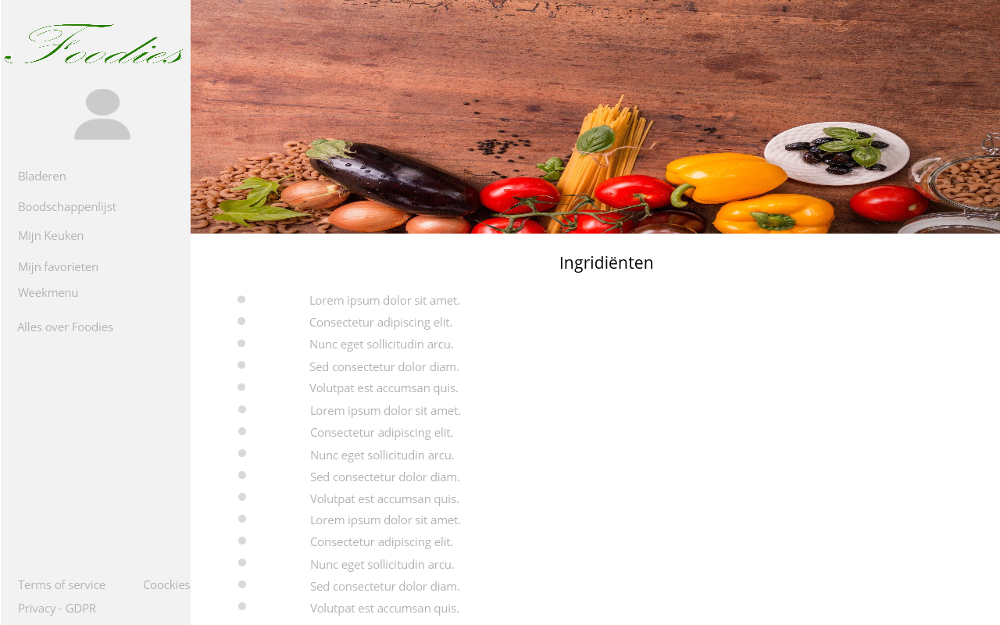 Foodies
Bladeren
Boodschappenlijst
Mijn Keuken
Mijn favorieten
Weekmenu
Alles over Foodies
Terms of service
Coockies
Privacy - GDPR
Ingridiënten
Lorem ipsum dolor sit amet.
Consectetur adipiscing elit.
Nunc eget sollicitudin arcu.
Sed consectetur dolor diam.
Volutpat est accumsan quis.
Lorem ipsum dolor sit amet.
Consectetur adipiscing elit.
Nunc eget sollicitudin arcu.
Sed consectetur dolor diam.
Volutpat est accumsan quis.
Lorem ipsum dolor sit amet.
Consectetur adipiscing elit.
Nunc eget sollicitudin arcu.
Sed consectetur dolor diam.
Volutpat est accumsan quis.